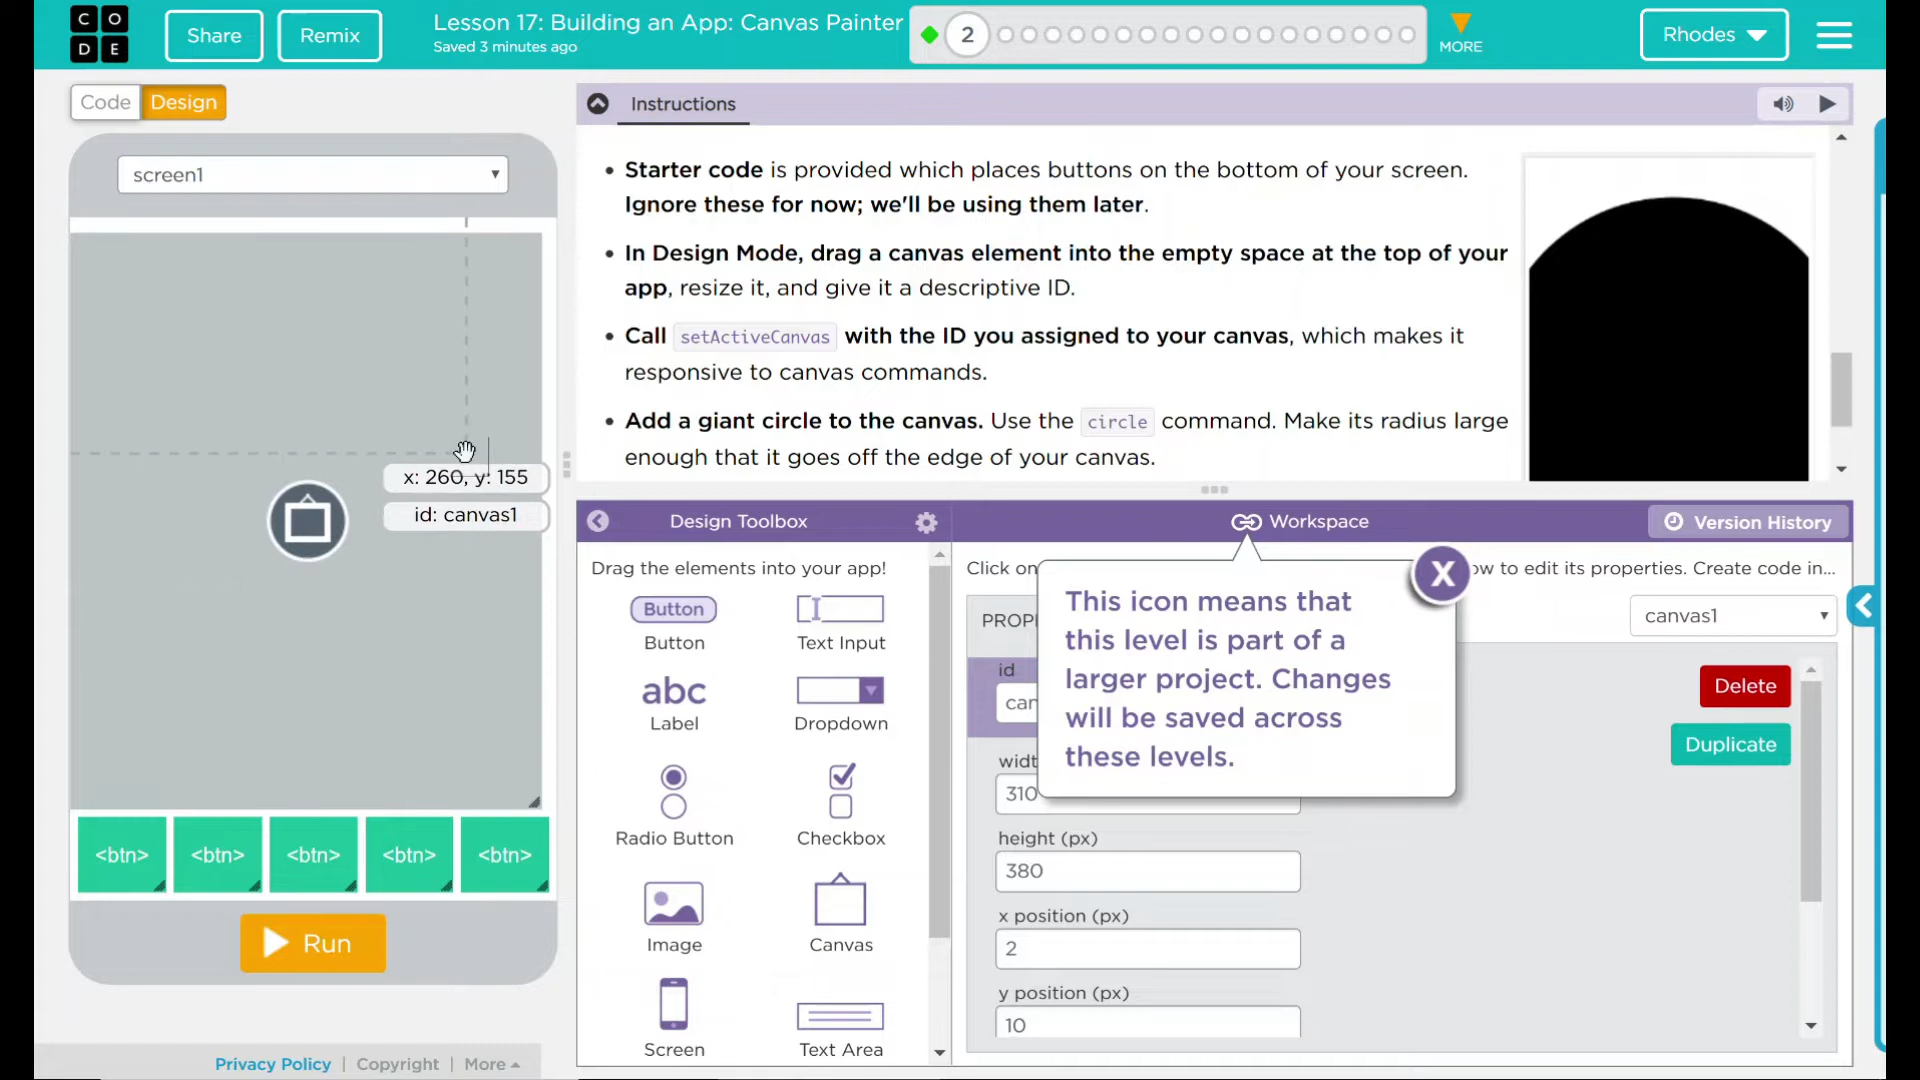 C O
D E
Share
Remix
Lesson 17: Building an App: Canvas Painter
Saved 3 minutes ago
2
MORE
Rhodes
Code
Design
screen1
Instructions
Starter code is provided which places buttons on the bottom of your screen.
Ignore these for now; we'll be using them later.
In Design Mode, drag a canvas element into the empty space at the top of your
app, resize it, and give it a descriptive ID.
Call setActiveCanvas with the ID you assigned to your canvas, which makes it
responsive to canvas commands.
Add a giant circle to the canvas. Use the circle command. Make its radius large
enough that it goes off the edge of your canvas.
x: 260, y: 155
id: canvas1
<btn>
<btn>
<btn>
<btn>
<btn>
Run
Design Toolbox
Drag the elements into your app!
Button
Button
Text Input
abc
Label
Dropdown
Radio Button
Checkbox
Image
Canvas
Screen
Text Area
Workspace
Version History
Click on
to edit its properties. Create code in...
PROP
canvas1
This icon means that
this level is part of a
larger project. Changes
will be saved across
these levels.
X
id
can
Delete
Duplicate
widt
310
height (px)
380
x position (px)
2
y position (px)
10
Privacy Policy | Copyright | More